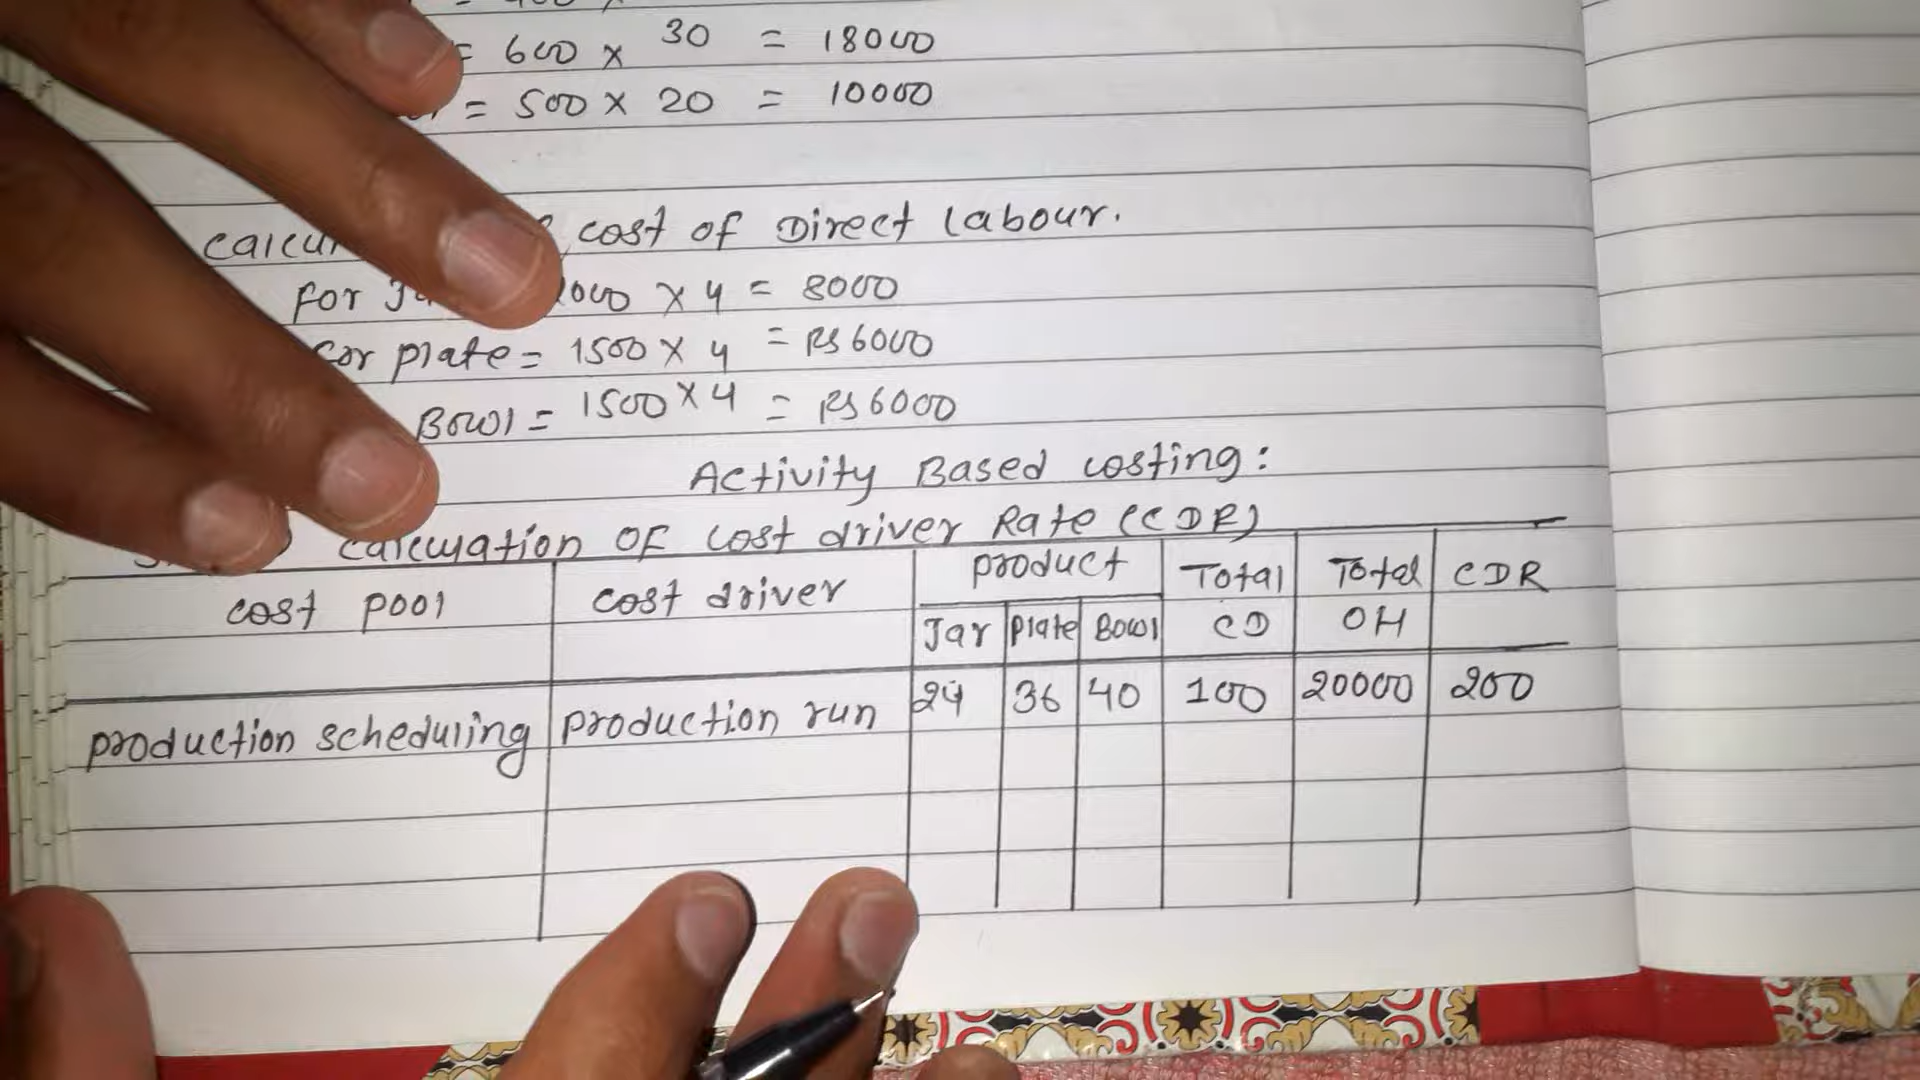 = 600 × 30 = 18000
= 500 × 20 = 10000
cost of Direct labour.
for × 4 = 8000
for plate = 1500 × 4 = Rs 6000
Bowl = 1500 × 4 = Rs 6000
Activity Based costing:
calculation of cost driver Rate (CDR)
cost pool cost driver product Total CD Total OH CDR
Jar plate Bowl
production scheduling production run 24 36 40 100 20000 200